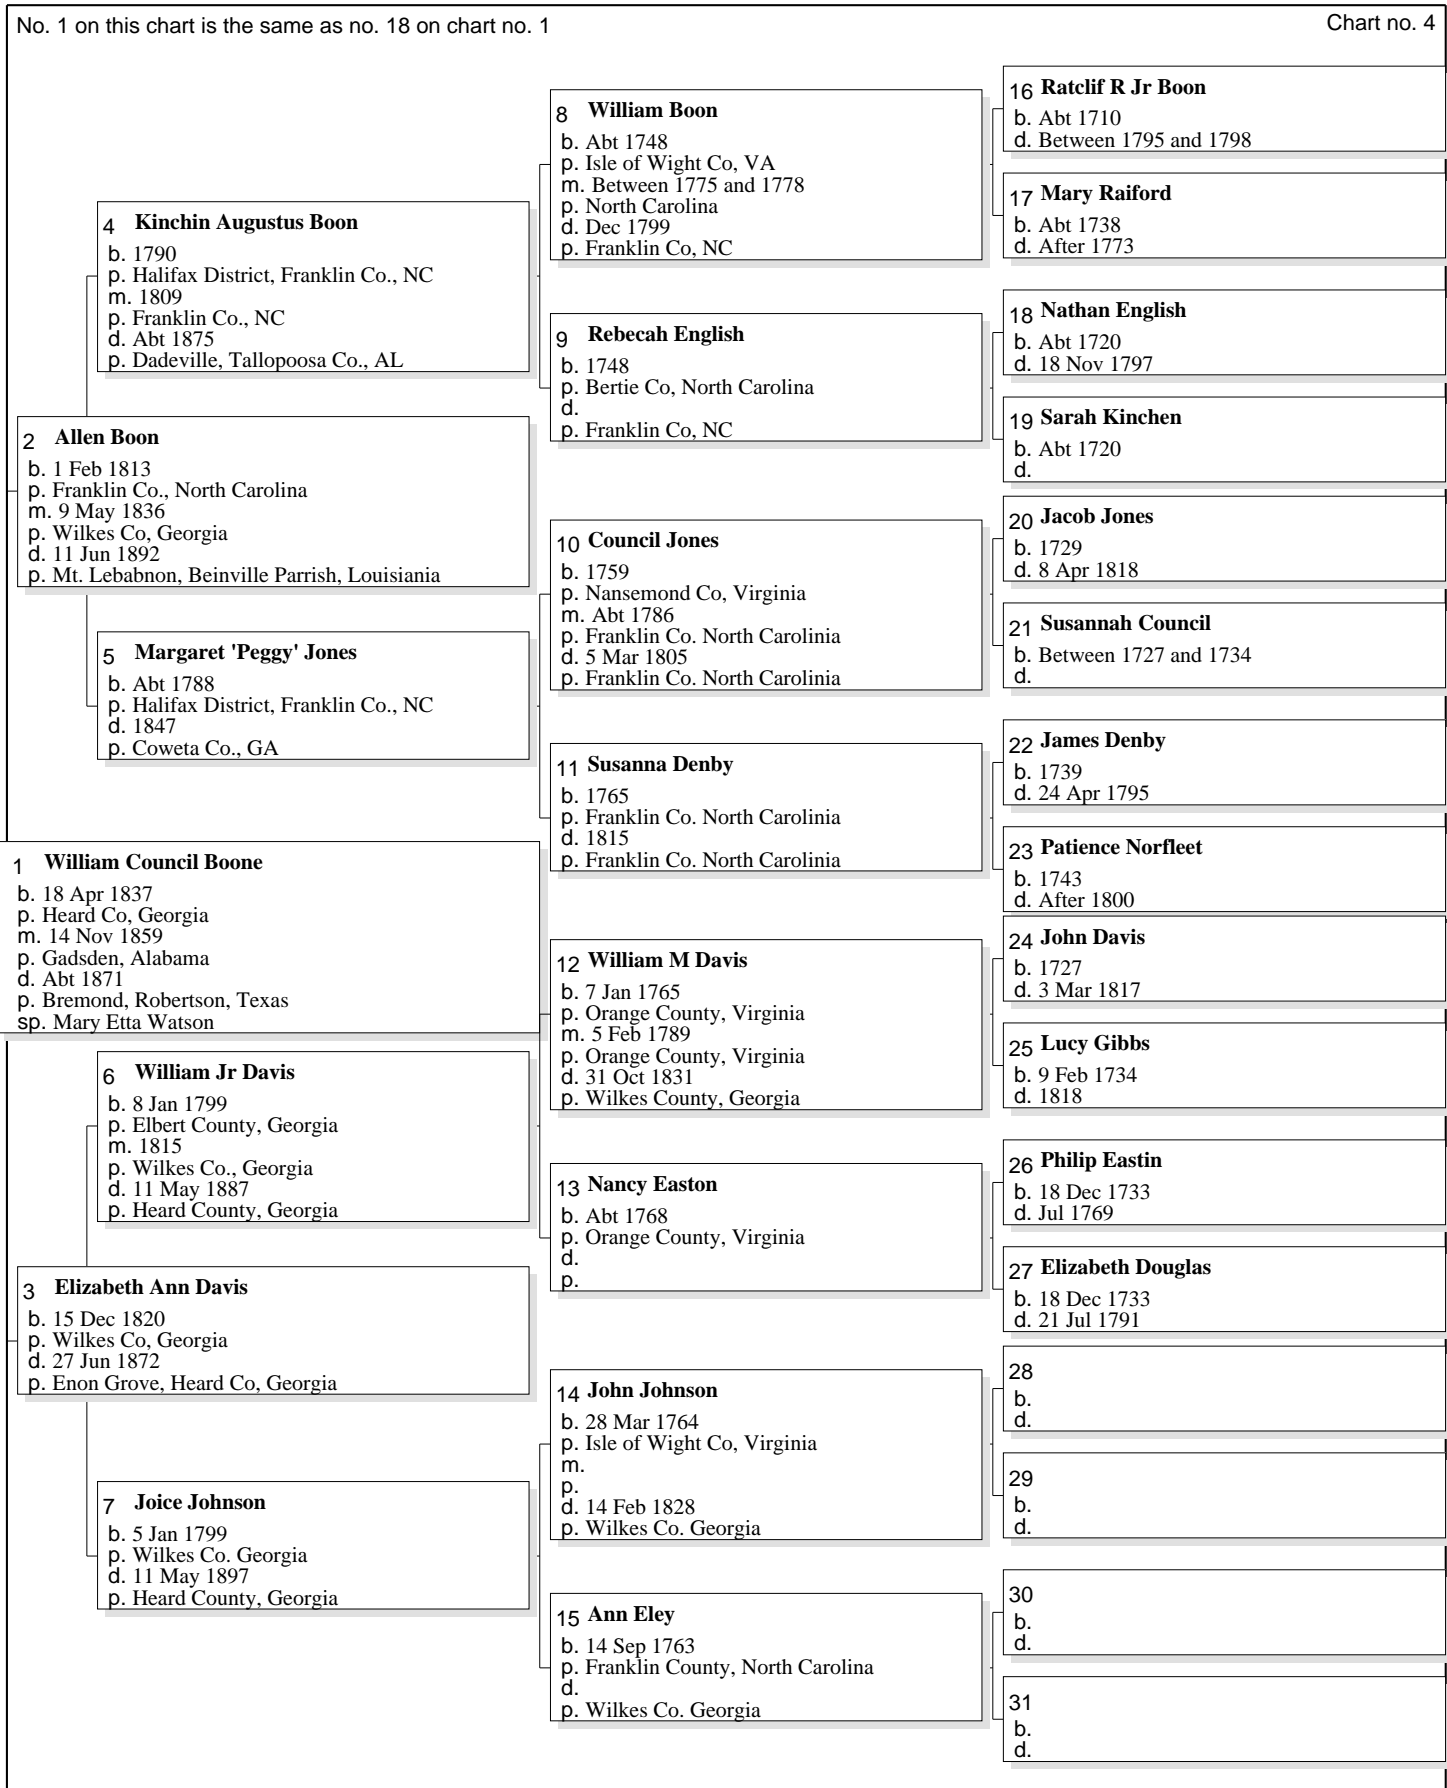 No. 1 on this chart is the same as no. 18 on chart no. 1
Chart no. 4
1 William Council Boone
b. 18 Apr 1837
p. Heard Co, Georgia
m. 14 Nov 1859
p. Gadsden, Alabama
d. Abt 1871
p. Bremond, Robertson, Texas
sp. Mary Etta Watson
2 Allen Boon
b. 1 Feb 1813
p. Franklin Co., North Carolina
m. 9 May 1836
p. Wilkes Co, Georgia
d. 11 Jun 1892
p. Mt. Lebabnon, Beinville Parrish, Louisiania
3 Elizabeth Ann Davis
b. 15 Dec 1820
p. Wilkes Co, Georgia
d. 27 Jun 1872
p. Enon Grove, Heard Co, Georgia
4 Kinchin Augustus Boon
b. 1790
p. Halifax District, Franklin Co., NC
m. 1809
p. Franklin Co., NC
d. Abt 1875
p. Dadeville, Tallopoosa Co., AL
5 Margaret 'Peggy' Jones
b. Abt 1788
p. Halifax District, Franklin Co., NC
d. 1847
p. Coweta Co., GA
6 William Jr Davis
b. 8 Jan 1799
p. Elbert County, Georgia
m. 1815
p. Wilkes Co., Georgia
d. 11 May 1887
p. Heard County, Georgia
7 Joice Johnson
b. 5 Jan 1799
p. Wilkes Co. Georgia
d. 11 May 1897
p. Heard County, Georgia
8 William Boon
b. Abt 1748
p. Isle of Wight Co, VA
m. Between 1775 and 1778
p. North Carolina
d. Dec 1799
p. Franklin Co, NC
9 Rebecah English
b. 1748
p. Bertie Co, North Carolina
d.
p. Franklin Co, NC
10 Council Jones
b. 1759
p. Nansemond Co, Virginia
m. Abt 1786
p. Franklin Co. North Carolinia
d. 5 Mar 1805
p. Franklin Co. North Carolinia
11 Susanna Denby
b. 1765
p. Franklin Co. North Carolinia
d. 1815
p. Franklin Co. North Carolinia
12 William M Davis
b. 7 Jan 1765
p. Orange County, Virginia
m. 5 Feb 1789
p. Orange County, Virginia
d. 31 Oct 1831
p. Wilkes County, Georgia
13 Nancy Easton
b. Abt 1768
p. Orange County, Virginia
d.
p.
14 John Johnson
b. 28 Mar 1764
p. Isle of Wight Co, Virginia
m.
p.
d. 14 Feb 1828
p. Wilkes Co. Georgia
15 Ann Eley
b. 14 Sep 1763
p. Franklin County, North Carolina
d.
p. Wilkes Co. Georgia
16 Ratclif R Jr Boon
b. Abt 1710
d. Between 1795 and 1798
17 Mary Raiford
b. Abt 1738
d. After 1773
18 Nathan English
b. Abt 1720
d. 18 Nov 1797
19 Sarah Kinchen
b. Abt 1720
d.
20 Jacob Jones
b. 1729
d. 8 Apr 1818
21 Susannah Council
b. Between 1727 and 1734
d.
22 James Denby
b. 1739
d. 24 Apr 1795
23 Patience Norfleet
b. 1743
d. After 1800
24 John Davis
b. 1727
d. 3 Mar 1817
25 Lucy Gibbs
b. 9 Feb 1734
d. 1818
26 Philip Eastin
b. 18 Dec 1733
d. Jul 1769
27 Elizabeth Douglas
b. 18 Dec 1733
d. 21 Jul 1791
28
b.
d.
29
b.
d.
30
b.
d.
31
b.
d.